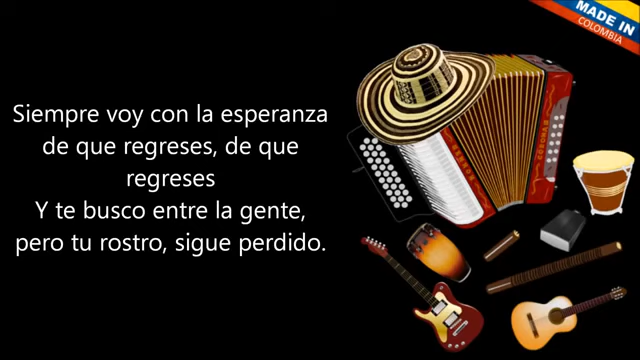 MADE IN
COLOMBIA
Siempre voy con la esperanza
de que regreses, de que
regreses
Y te busco entre la gente,
pero tu rostro, sigue perdido.
HOHNER